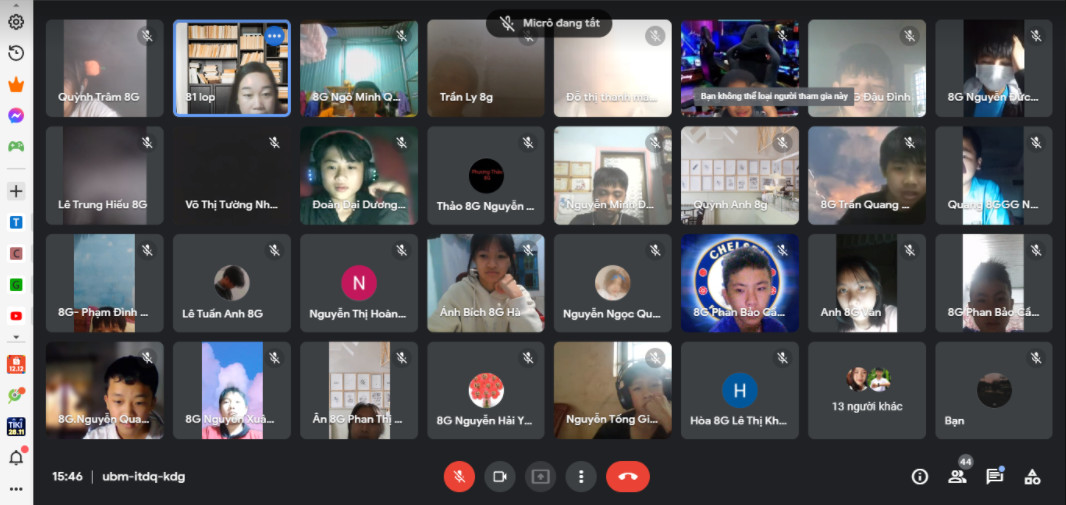 Micrô đang tắt
Quỳnh Trâm 8G
81 lop
8G Ngô Minh Q...
Trần Ly 8g
Đô thị thanh ma...
Bạn không thể loại người tham gia này
G Đậu Đình
8G Nguyễn Đức...
Lê Trung Hiếu 8G
Võ Thị Tường Nh...
Đoàn Đại Dương...
Phương Thảo
8G
Thảo 8G Nguyễn ...
Nguyễn Minh D...
Quỳnh Anh 8g
8G Trần Quang ...
Quang 8GGG N...
CHELSEA
8G- Phạm Đình ...
Lê Tuấn Anh 8G
N
Nguyễn Thị Hoàn...
Ánh Bích 8G Hà
Nguyễn Ngọc Qu...
8G Phan Bảo Cầ...
Anh 8G Văn
8G Phan Bảo Cầ...
8G.Nguyễn Qua...
8G Nguyễn Xuâ...
Ân 8G Phan Thị ...
8G Nguyễn Hải Y...
Nguyễn Tống Gi...
H
Hòa 8G Lê Thị Kh...
13 người khác
Bạn
T
C
G
12.12
TIKI
28.11
15:46 | ubm-itdq-kdg
44